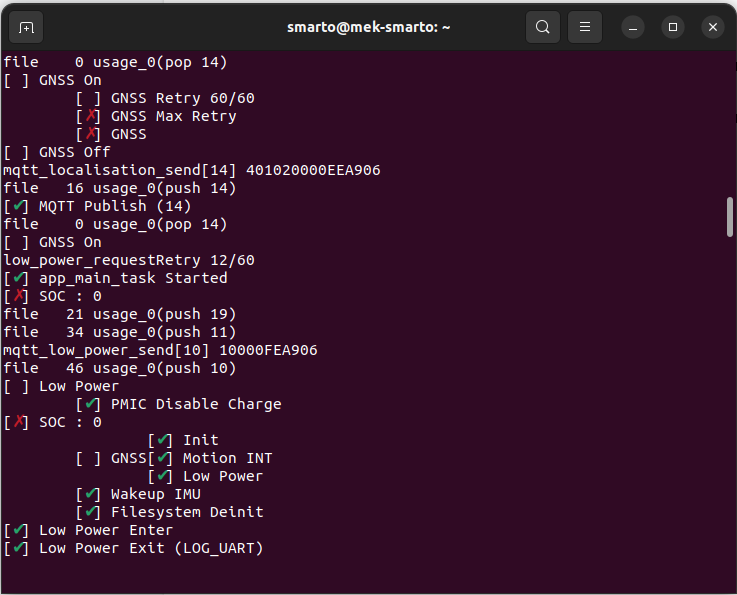 smarto@mek-smarto: ~
file    0 usage_0(pop 14)
[ ] GNSS On
        [ ] GNSS Retry 60/60
        [✗] GNSS Max Retry
        [✗] GNSS
[ ] GNSS Off
mqtt_localisation_send[14] 401020000EEA906
file   16 usage_0(push 14)
[✔] MQTT Publish (14)
file    0 usage_0(pop 14)
[ ] GNSS On
low_power_requestRetry 12/60
[✔] app_main_task Started
[✗] SOC : 0
file   21 usage_0(push 19)
file   34 usage_0(push 11)
mqtt_low_power_send[10] 10000FEA906
file   46 usage_0(push 10)
[ ] Low Power
        [✔] PMIC Disable Charge
[✗] SOC : 0
                [✔] Init
        [ ] GNSS[✔] Motion INT
                [✔] Low Power
        [✔] Wakeup IMU
        [✔] Filesystem Deinit
[✔] Low Power Enter
[✔] Low Power Exit (LOG_UART)